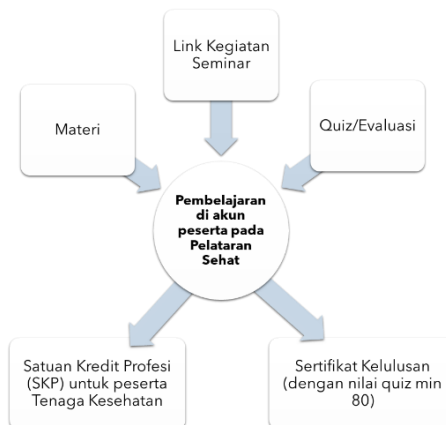 Link Kegiatan
Seminar
Materi
Quiz/Evaluasi
Pembelajaran
di akun
peserta pada
Pelataran
Sehat
Satuan Kredit Profesi
(SKP) untuk peserta
Tenaga Kesehatan
Sertifikat Kelulusan
(dengan nilai quiz min
80)